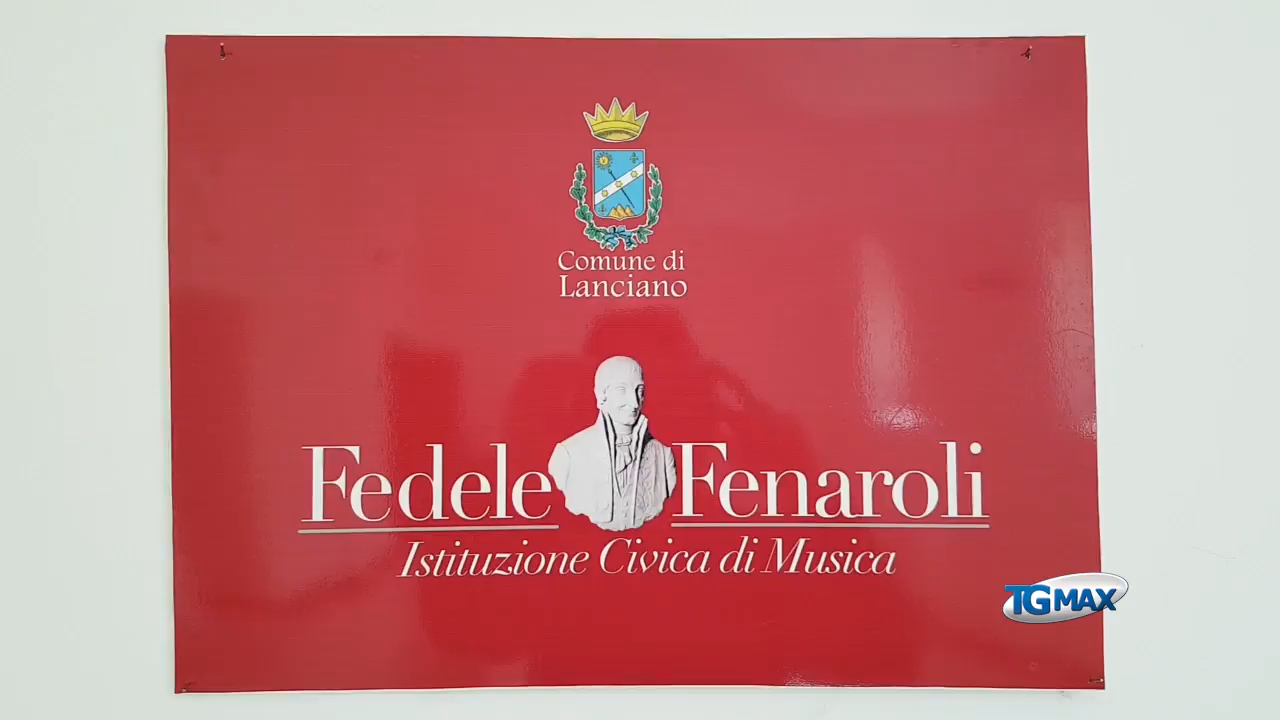 Comune di
Lanciano
Fedele Fenaroli
Istituzione Civica di Musica
TGMAX